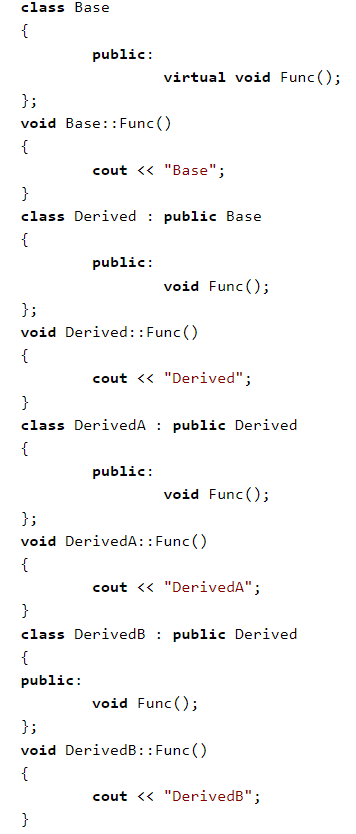 class Base
{
        public:
                virtual void Func();
};
void Base::Func()
{
        cout << "Base";
}
class Derived : public Base
{
        public:
                void Func();
};
void Derived::Func()
{
        cout << "Derived";
}
class DerivedA : public Derived
{
        public:
                void Func();
};
void DerivedA::Func()
{
        cout << "DerivedA";
}
class DerivedB : public Derived
{
public:
        void Func();
};
void DerivedB::Func()
{
        cout << "DerivedB";
}